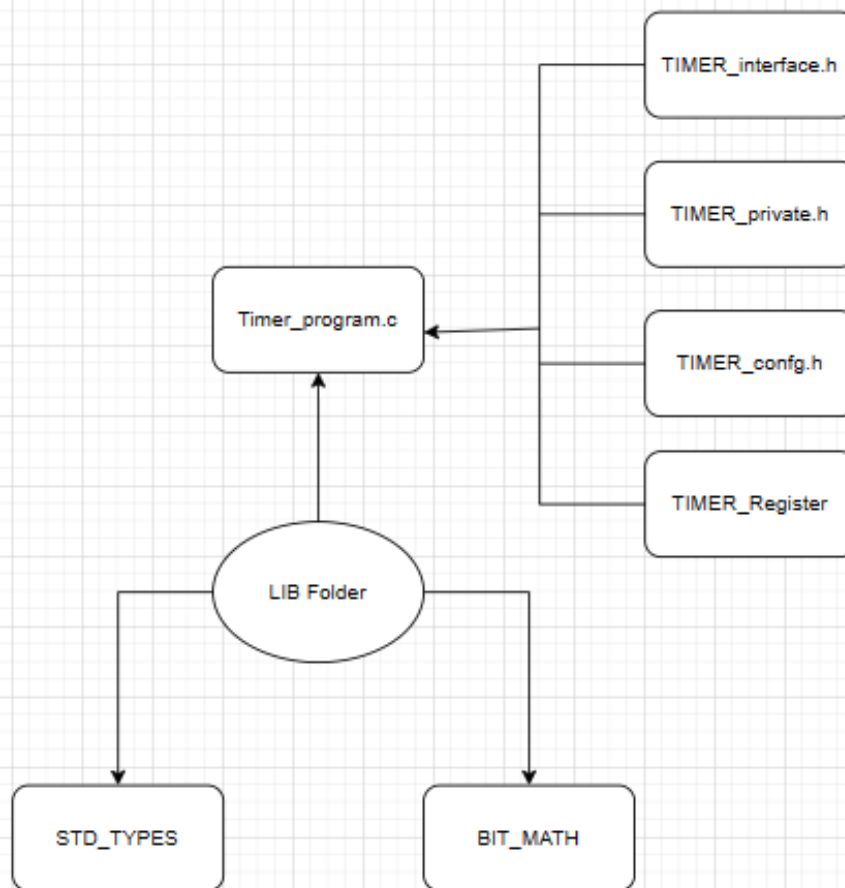 TIMER_interface.h
TIMER_private.h
Timer_program.c
TIMER_confg.h
TIMER_Register
LIB Folder
STD_TYPES
BIT_MATH